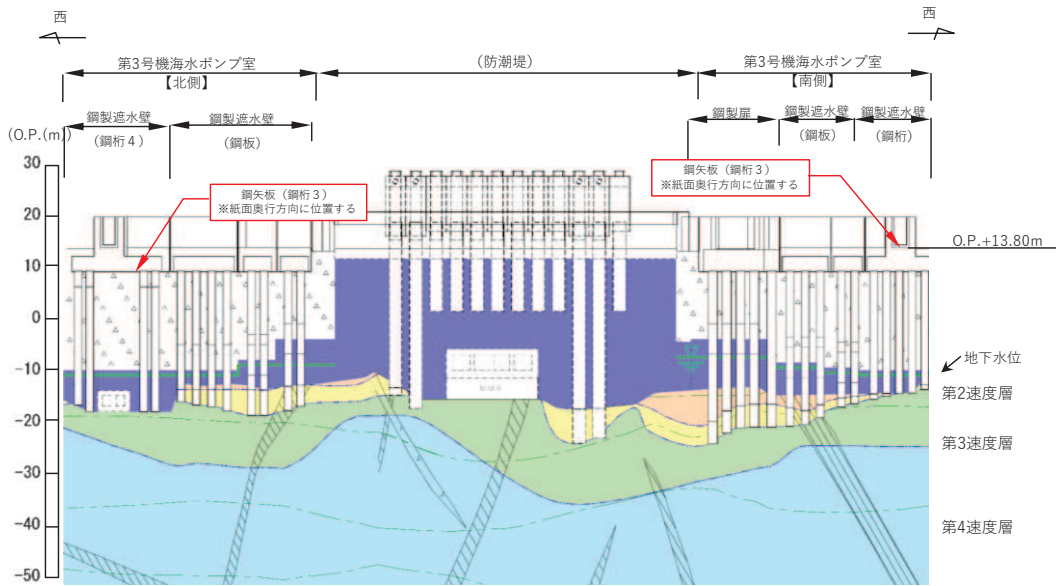 西
西
第3号機海水ポンプ室
【北側】
(防潮堤)
第3号機海水ポンプ室
【南側】
鋼製遮水壁
(鋼桁4)
鋼製遮水壁
(鋼板)
鋼製扉
鋼製遮水壁
(鋼板)
鋼製遮水壁
(鋼桁)
(O.P.(m))
鋼矢板(鋼桁3)
※紙面奥行方向に位置する
鋼矢板(鋼桁3)
※紙面奥行方向に位置する
O.P.+13.80m
30
20
10
0
-10
-20
-30
-40
-50
地下水位
第2速度層
第3速度層
第4速度層